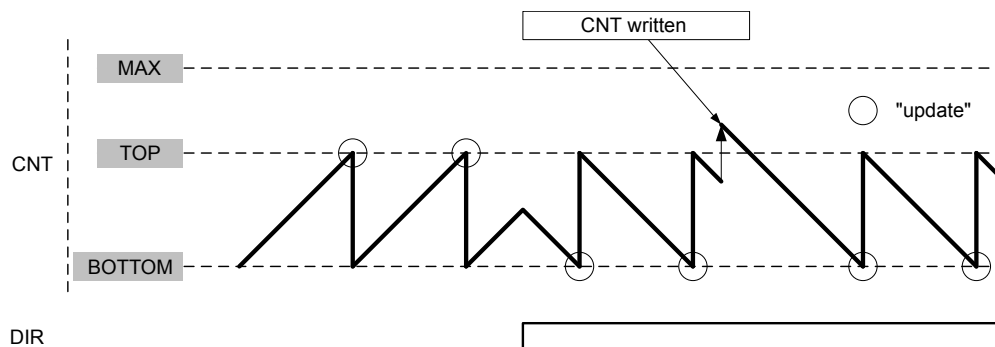 CNT written
MAX
"update"
TOP
CNT
BOTTOM
DIR